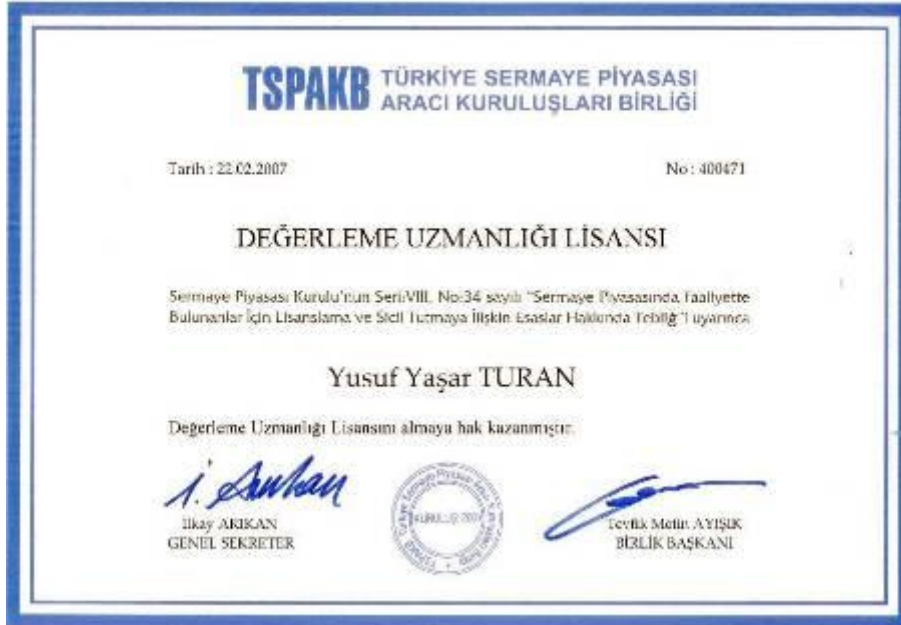 TSPAKB TÜRKİYE SERMAYE PİYASASI
ARACI KURULUŞLARI BİRLİĞİ
Tarih : 22.02.2007 No : 400471
DEĞERLEME UZMANLIĞI LİSANSI
Sermaye Piyasası Kurulu'nun Seri:VIII, No:34 sayılı "Sermaye Piyasasında Faaliyette
Bulunanlar İçin Lisanslama ve Sicil Tutmaya İlişkin Esaslar Hakkında Tebliğ"i uyarınca
Yusuf Yaşar TURAN
Değerleme Uzmanlığı Lisansını almaya hak kazanmıştır.
İlkay ARIKAN Tevfik Metin AYIŞIK
GENEL SEKRETER BİRLİK BAŞKANI